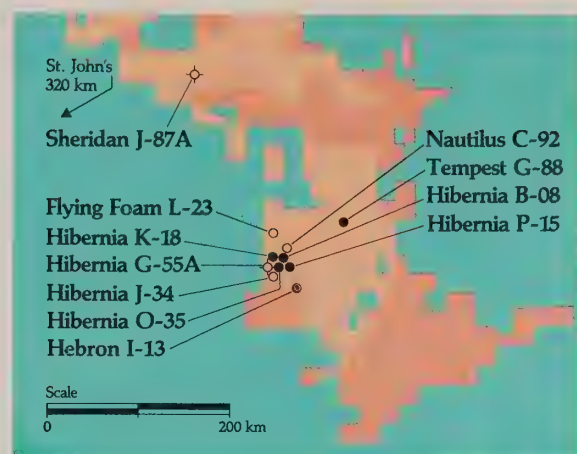 St. John's
320 km
Sheridan J-87A
Nautilus C-92
Tempest G-88
Hibernia B-08
Hibernia P-15
Flying Foam L-23
Hibernia K-18
Hibernia G-55A
Hibernia J-34
Hibernia O-35
Hebron I-13
Scale
0 200 km